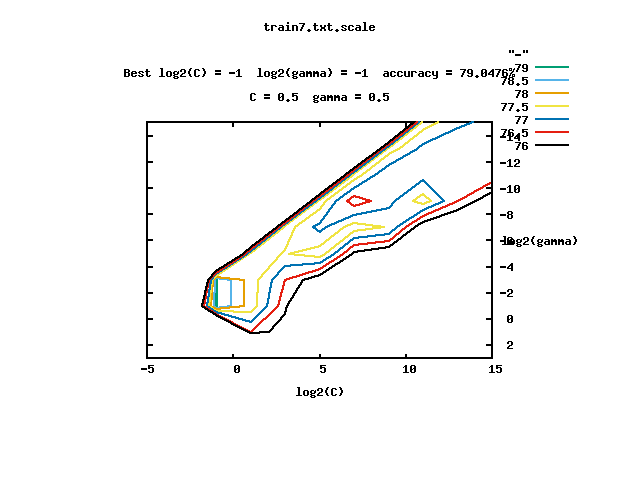 train7.txt.scale
"-"
Best log2(C) = -1 log2(gamma) = -1 accuracy = 79.0476%
79
78.5
78
C = 0.5 gamma = 0.5
77.5
77
76.5
76
-14
-12
-10
-8
-6
log2(gamma)
-4
-2
0
2
-5 0 5 10 15
log2(C)